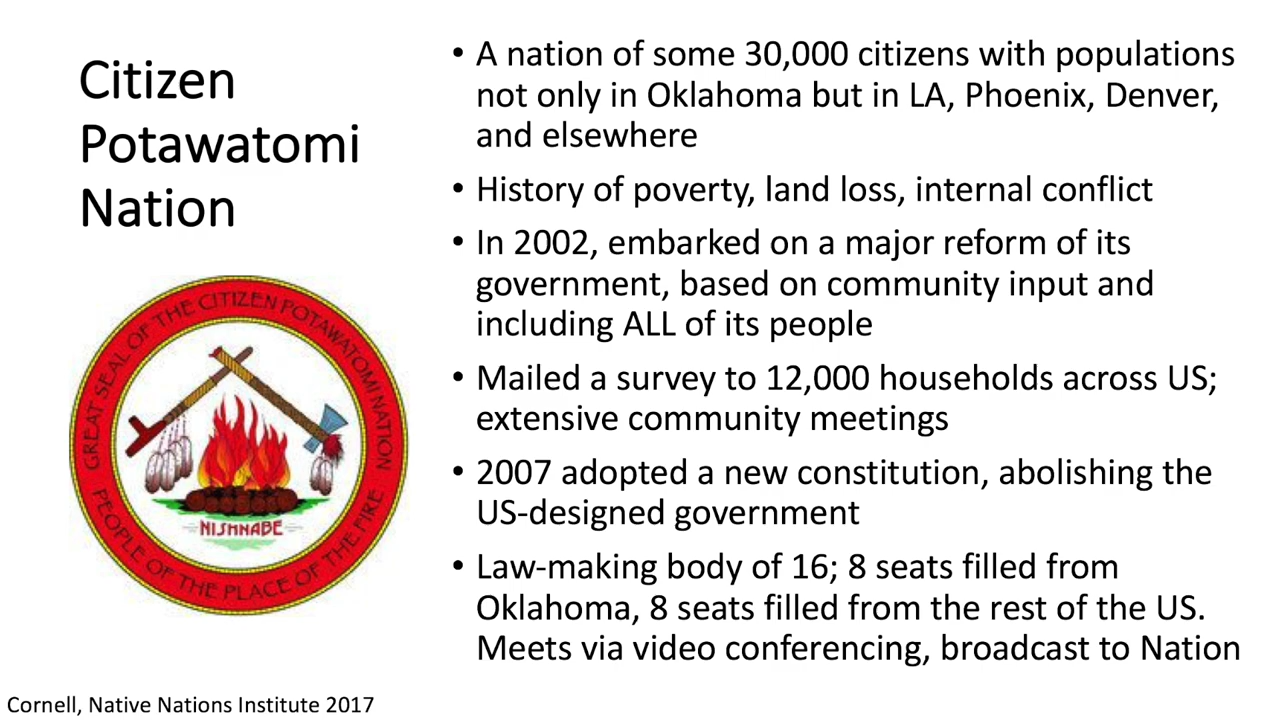 Citizen
Potawatomi
Nation
GREAT SEAL OF THE CITIZEN POTAWATOMI NATION
PEOPLE OF THE PLACE OF THE FIRE
NISHNABE
• A nation of some 30,000 citizens with populations
not only in Oklahoma but in LA, Phoenix, Denver,
and elsewhere
• History of poverty, land loss, internal conflict
• In 2002, embarked on a major reform of its
government, based on community input and
including ALL of its people
• Mailed a survey to 12,000 households across US;
extensive community meetings
• 2007 adopted a new constitution, abolishing the
US-designed government
• Law-making body of 16; 8 seats filled from
Oklahoma, 8 seats filled from the rest of the US.
Meets via video conferencing, broadcast to Nation
Cornell, Native Nations Institute 2017